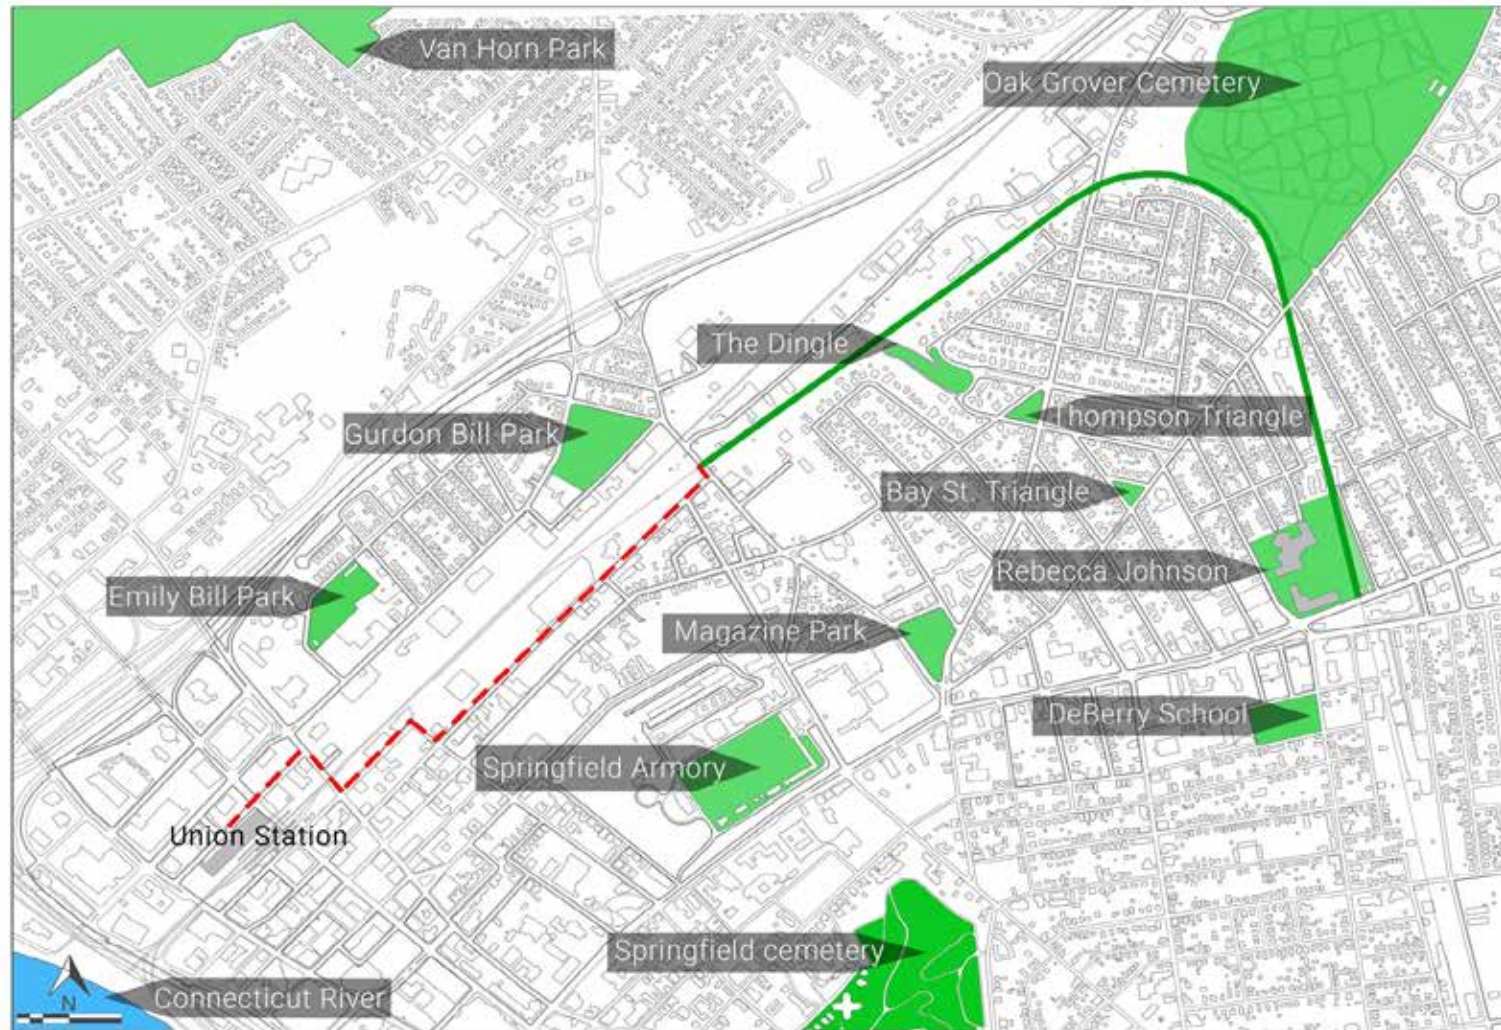 Van Horn Park
Oak Grover Cemetery
The Dingle
Thompson Triangle
Gurdon Bill Park
Bay St. Triangle
Rebecca Johnson
Emily Bill Park
Magazine Park
DeBerry School
Springfield Armory
Union Station
Springfield cemetery
Connecticut River
N